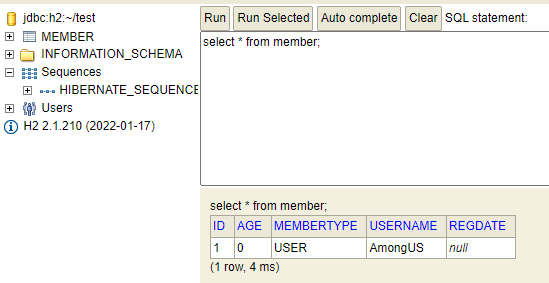 jdbc:h2:~/test
MEMBER
INFORMATION_SCHEMA
Sequences
HIBERNATE_SEQUENCE
Users
H2 2.1.210 (2022-01-17)
Run Run Selected Auto complete Clear SQL statement:
select * from member;
select * from member;
ID AGE MEMBERTYPE USERNAME REGDATE
1 0 USER AmongUS null
(1 row, 4 ms)